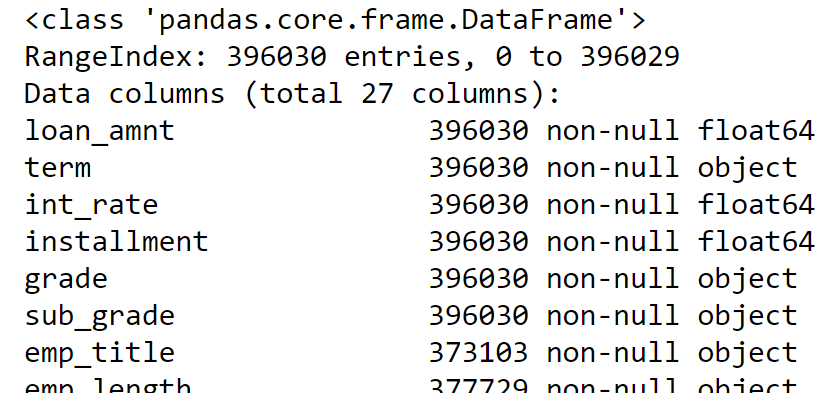 <class 'pandas.core.frame.DataFrame'>
RangeIndex: 396030 entries, 0 to 396029
Data columns (total 27 columns):
loan_amnt               396030 non-null float64
term                    396030 non-null object
int_rate                396030 non-null float64
installment             396030 non-null float64
grade                   396030 non-null object
sub_grade               396030 non-null object
emp_title               373103 non-null object
emp_length              377729 non-null object